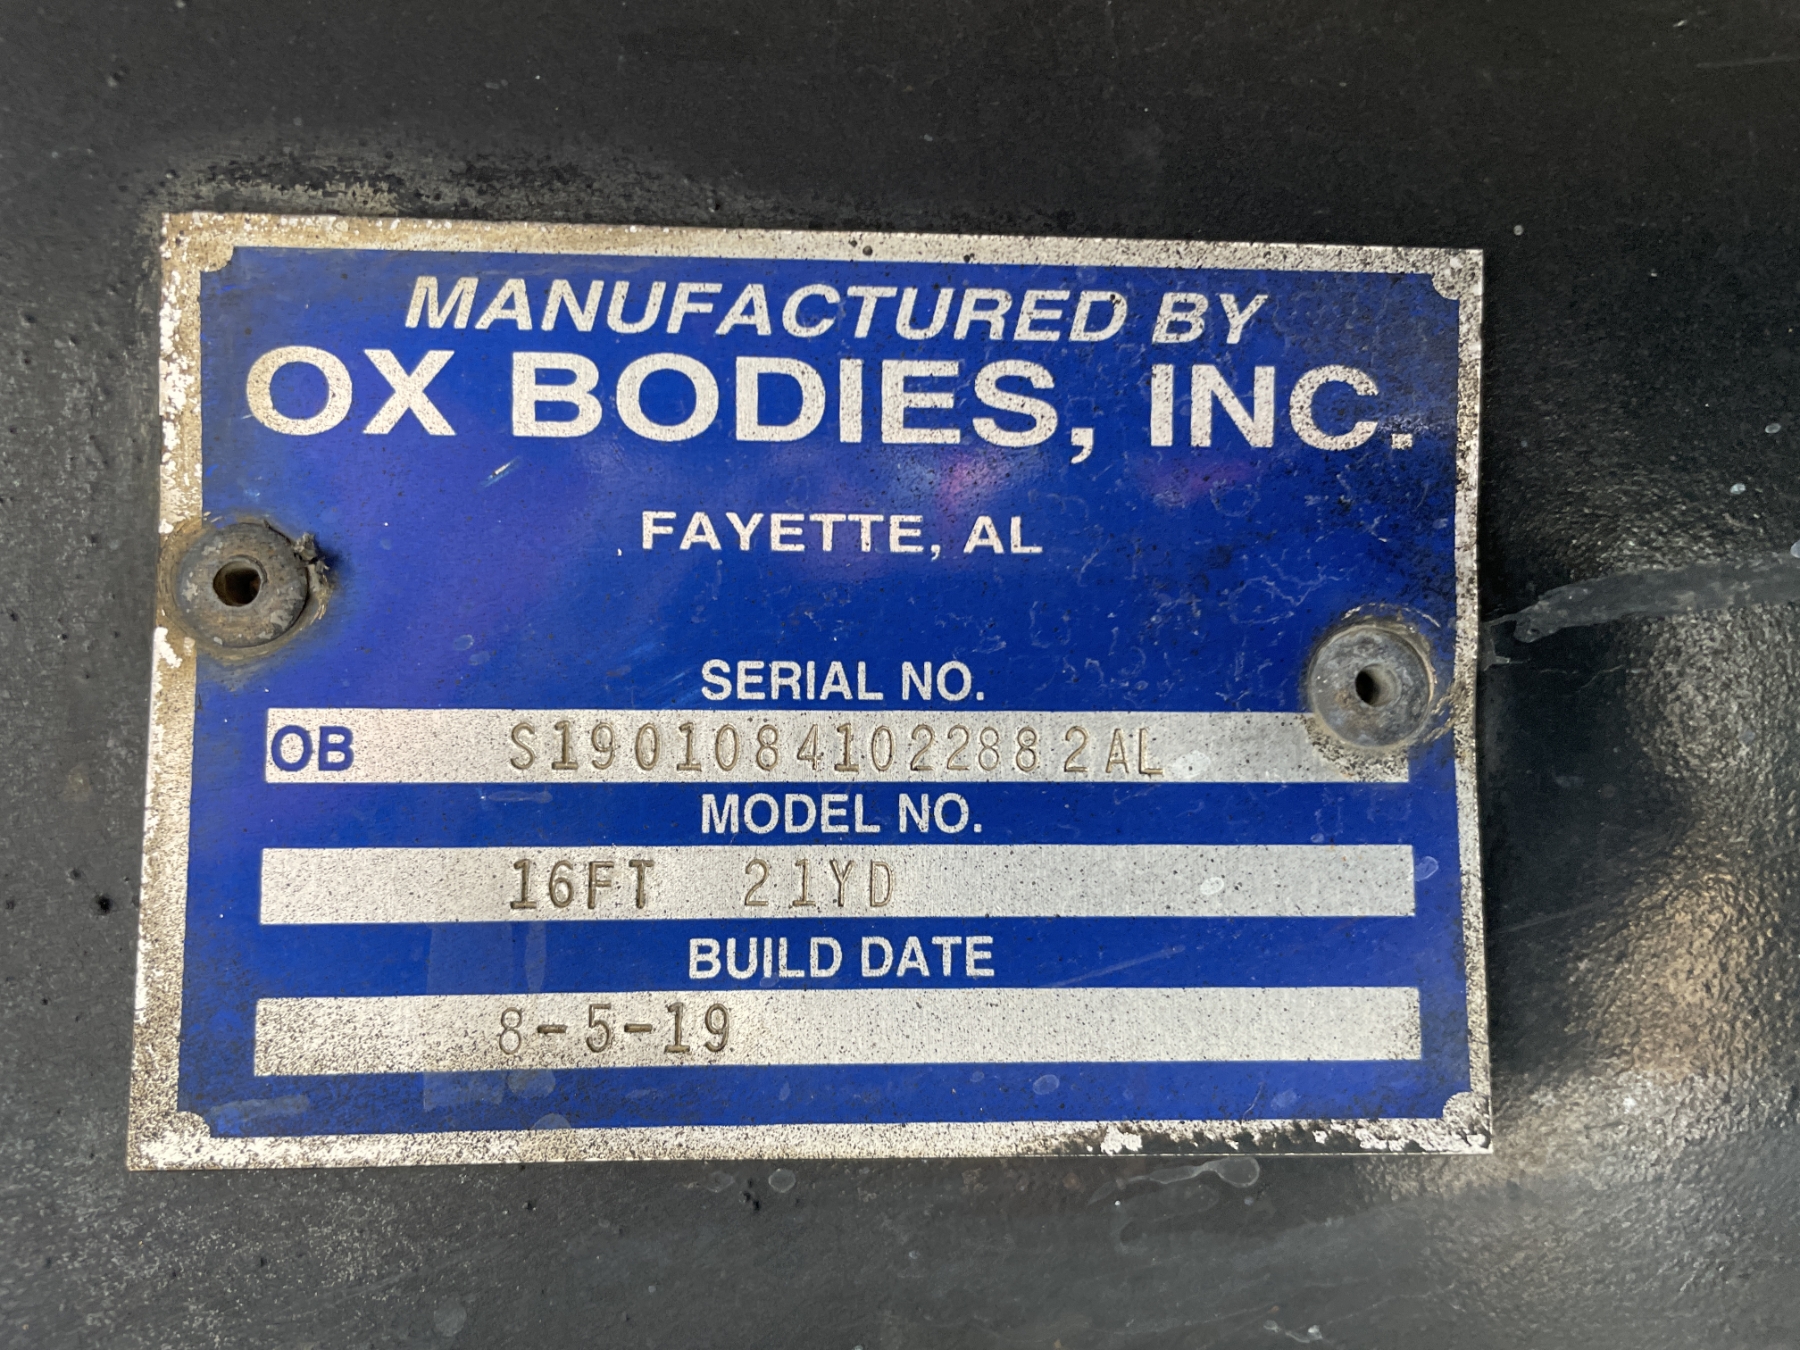 MANUFACTURED BY
OX BODIES, INC.
FAYETTE, AL
SERIAL NO.
OB S19010841022882AL
MODEL NO.
16FT 21YD
BUILD DATE
8-5-19